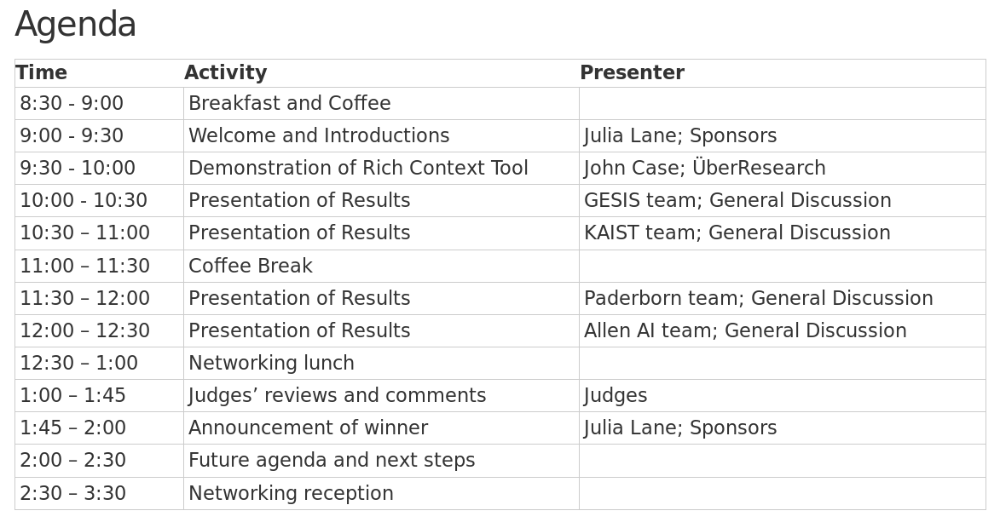 Agenda
Time Activity Presenter
8:30 - 9:00 Breakfast and Coffee
9:00 - 9:30 Welcome and Introductions Julia Lane; Sponsors
9:30 - 10:00 Demonstration of Rich Context Tool John Case; ÜberResearch
10:00 - 10:30 Presentation of Results GESIS team; General Discussion
10:30 – 11:00 Presentation of Results KAIST team; General Discussion
11:00 – 11:30 Coffee Break
11:30 – 12:00 Presentation of Results Paderborn team; General Discussion
12:00 – 12:30 Presentation of Results Allen AI team; General Discussion
12:30 – 1:00 Networking lunch
1:00 – 1:45 Judges’ reviews and comments Judges
1:45 – 2:00 Announcement of winner Julia Lane; Sponsors
2:00 – 2:30 Future agenda and next steps
2:30 – 3:30 Networking reception